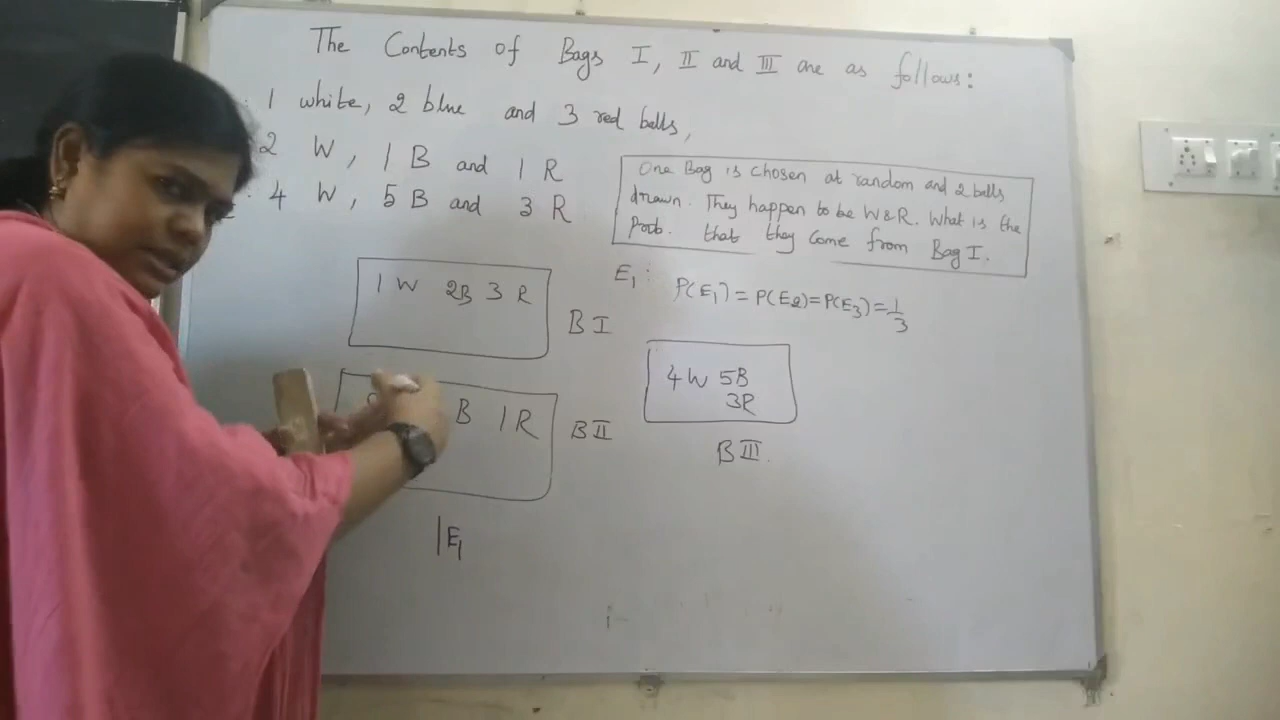 The Contents of Bags I, II and III are as follows:
1 white, 2 blue and 3 red balls,
2 W, 1 B and 1 R
4 W, 5 B and 3 R
One Bag is chosen at random and 2 balls
drawn. They happen to be W & R. What is the
Prob. that they Come from Bag I.
E₁ : P(E₁) = P(E₂) = P(E₃) = 1/3
1 W 2B 3 R
B I
4 W 5B
3R
B III.
B 1 R
B II
|E₁